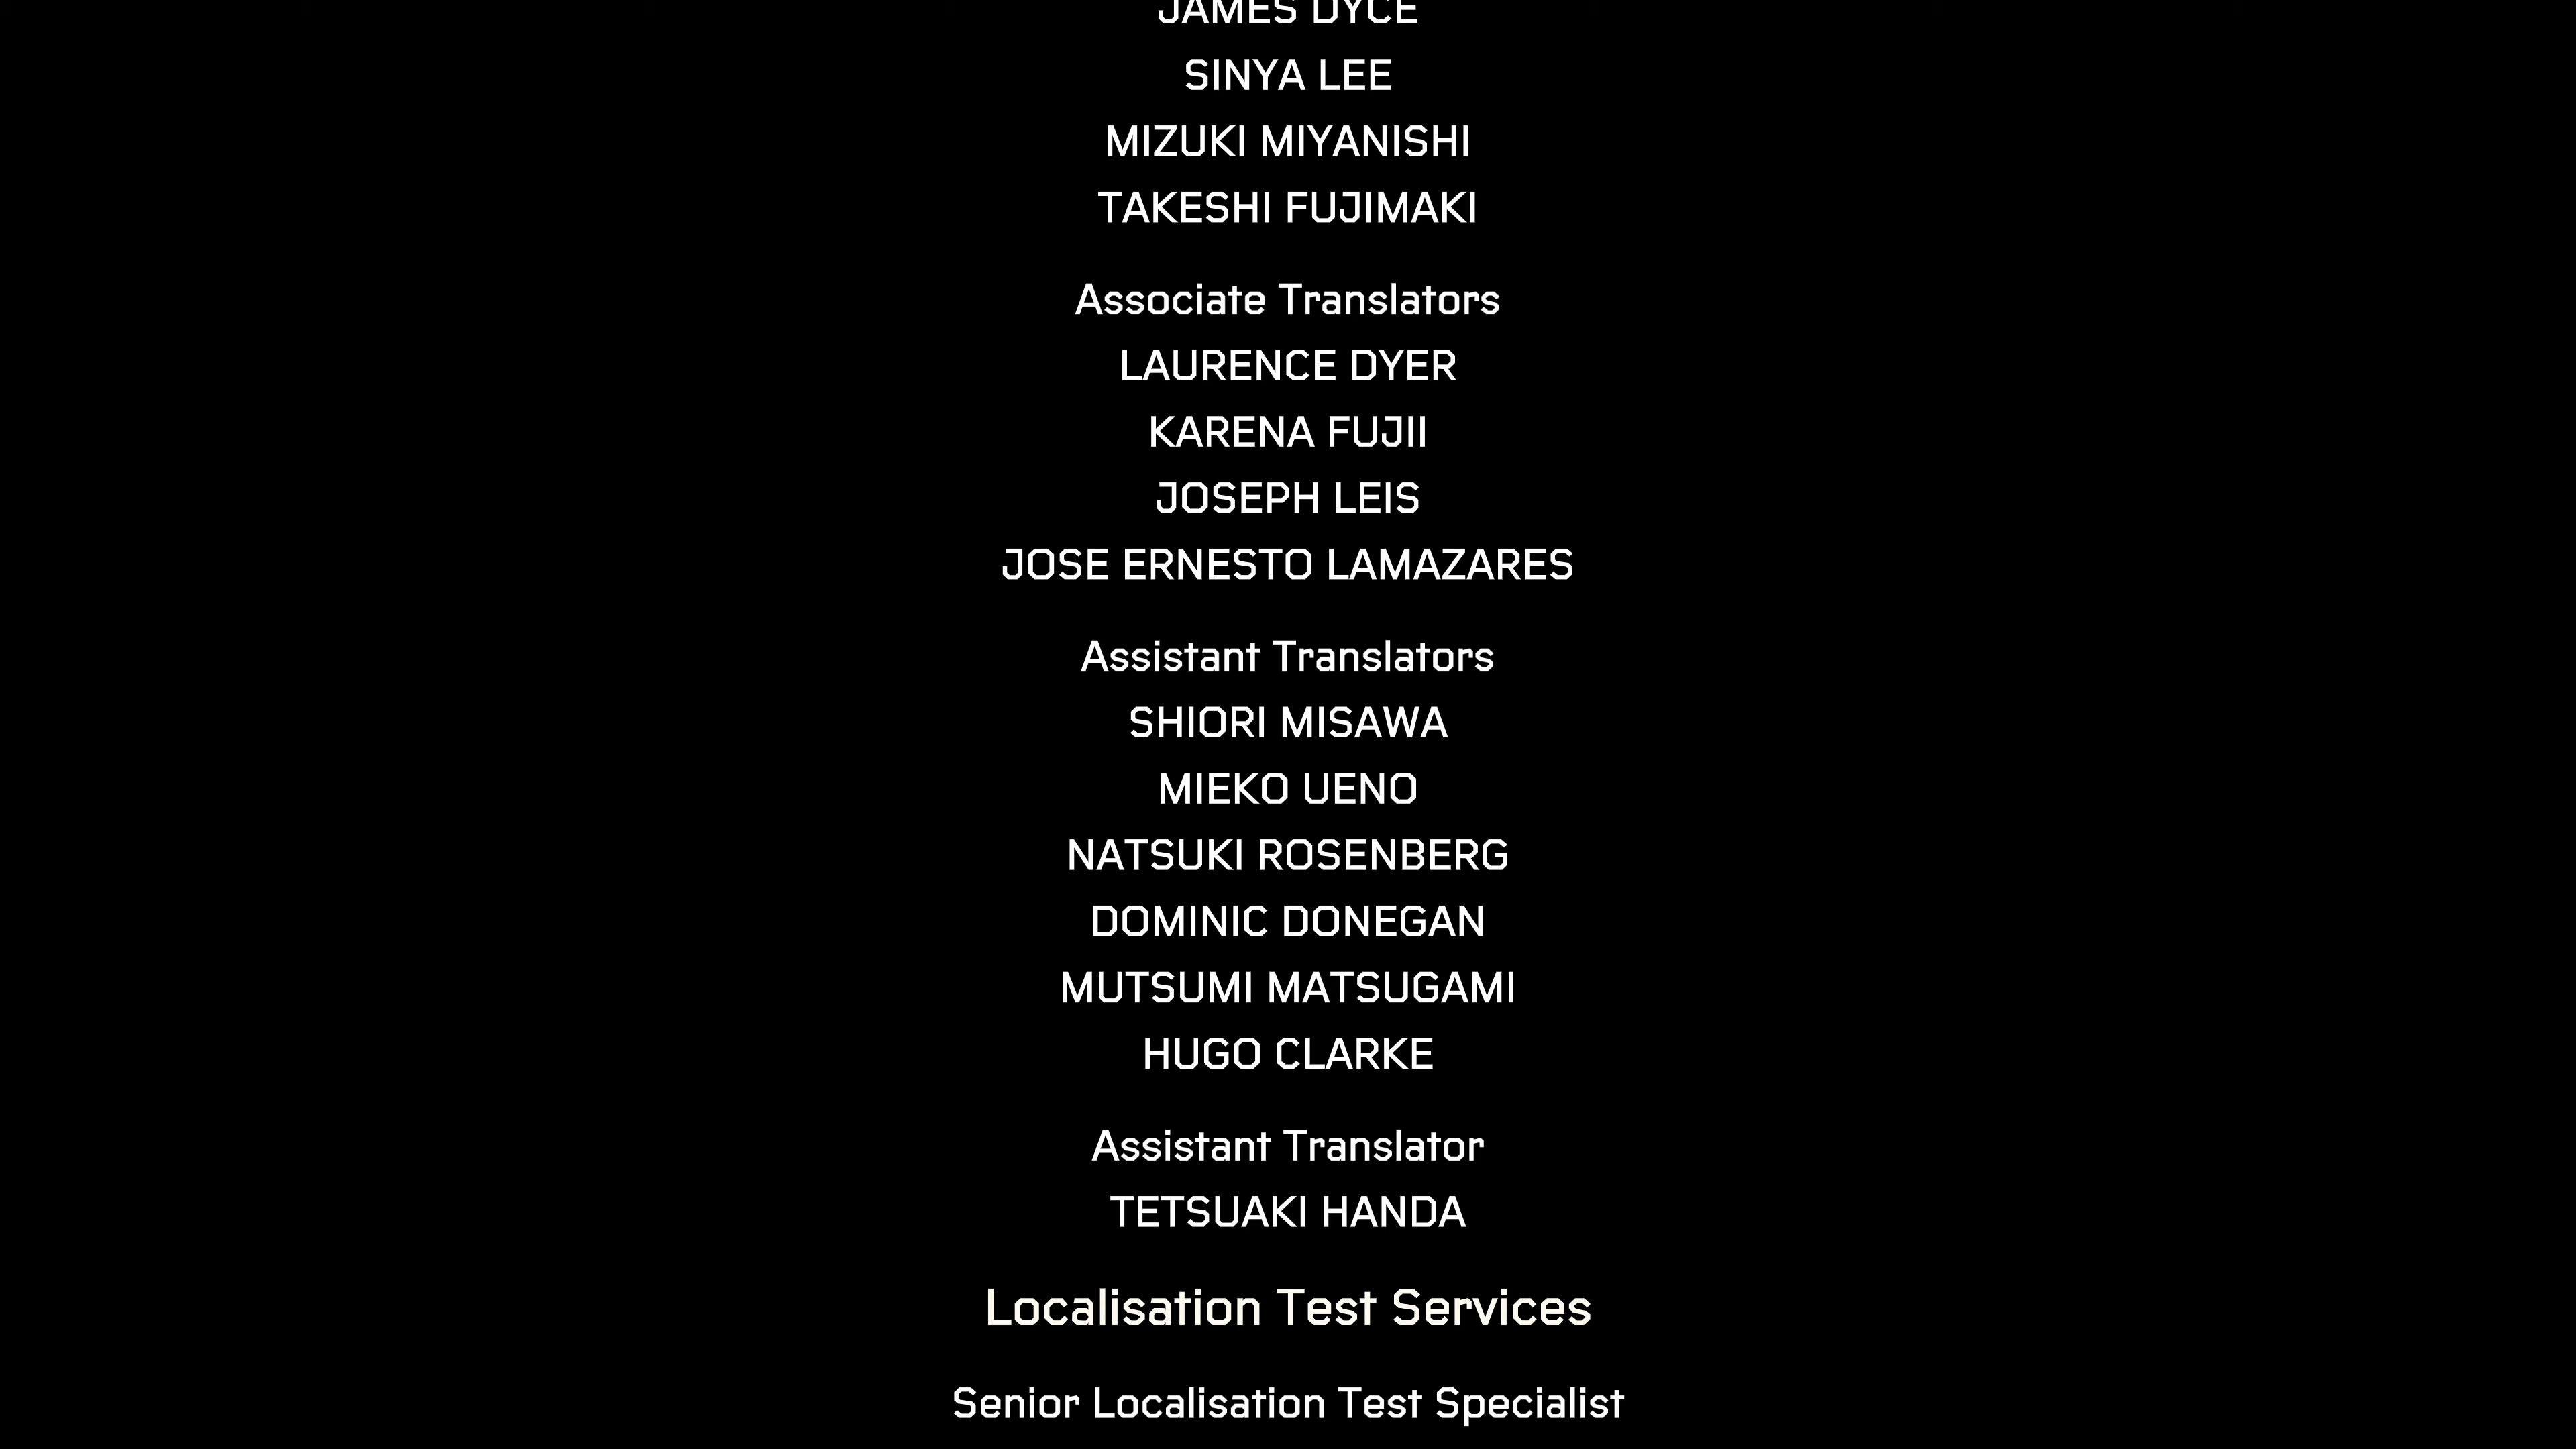 JAMES DYCE
SINYA LEE
MIZUKI MIYANISHI
TAKESHI FUJIMAKI
Associate Translators
LAURENCE DYER
KARENA FUJII
JOSEPH LEIS
JOSE ERNESTO LAMAZARES
Assistant Translators
SHIORI MISAWA
MIEKO UENO
NATSUKI ROSENBERG
DOMINIC DONEGAN
MUTSUMI MATSUGAMI
HUGO CLARKE
Assistant Translator
TETSUAKI HANDA
Localisation Test Services
Senior Localisation Test Specialist